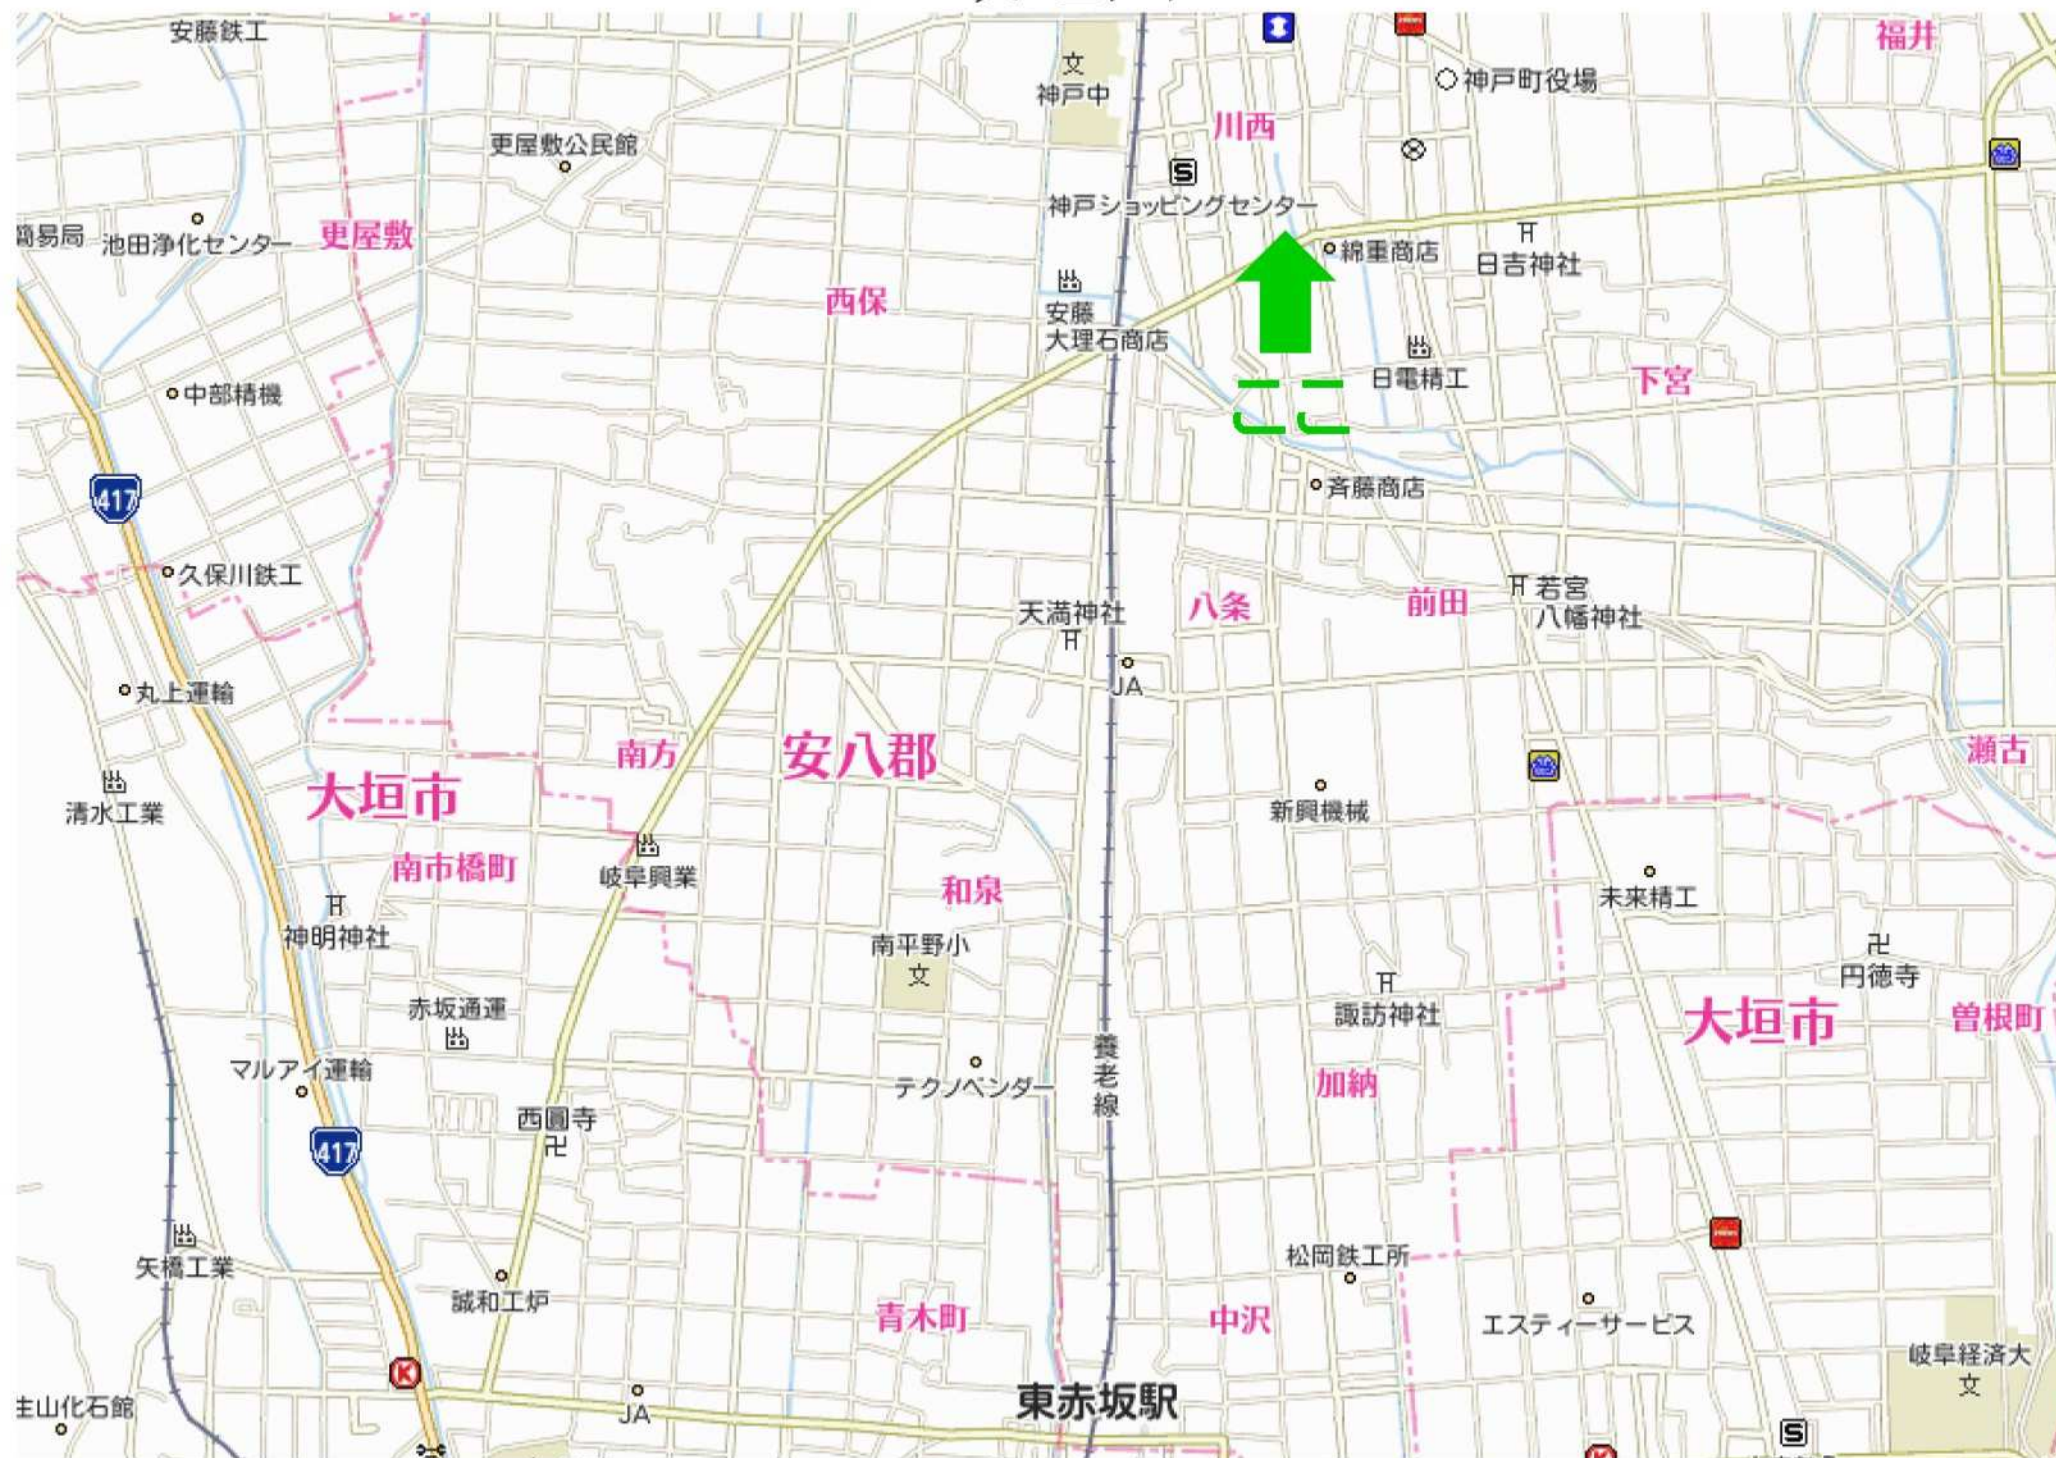 安藤鉄工
福井
文
神戸中
神戸町役場
川西
更屋敷公民館
S
神戸ショッピングセンター
簡易局
池田浄化センター
更屋敷
綿重商店
日吉神社
西保
安藤
大理石商店
日電精工
下宮
中部精機
417
斉藤商店
久保川鉄工
天満神社
八条
前田
若宮
八幡神社
JA
丸上運輸
南方
安八郡
瀬古
大垣市
清水工業
新興機械
南市橋町
岐阜興業
和泉
未来精工
神明神社
南平野小
文
円徳寺
赤坂通運
諏訪神社
大垣市
曽根町
養老線
マルアイ運輸
テクノベンダー
加納
西圓寺
417
矢橋工業
松岡鉄工所
誠和工炉
青木町
中沢
エスティーサービス
岐阜経済大
文
K
東赤坂駅
生山化石館
JA
S
K